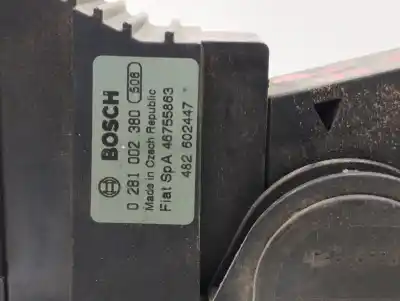 BOSCH
0 281 002 380 508
Made in Czech Republic
Fiat SpA 46755863
482 602447